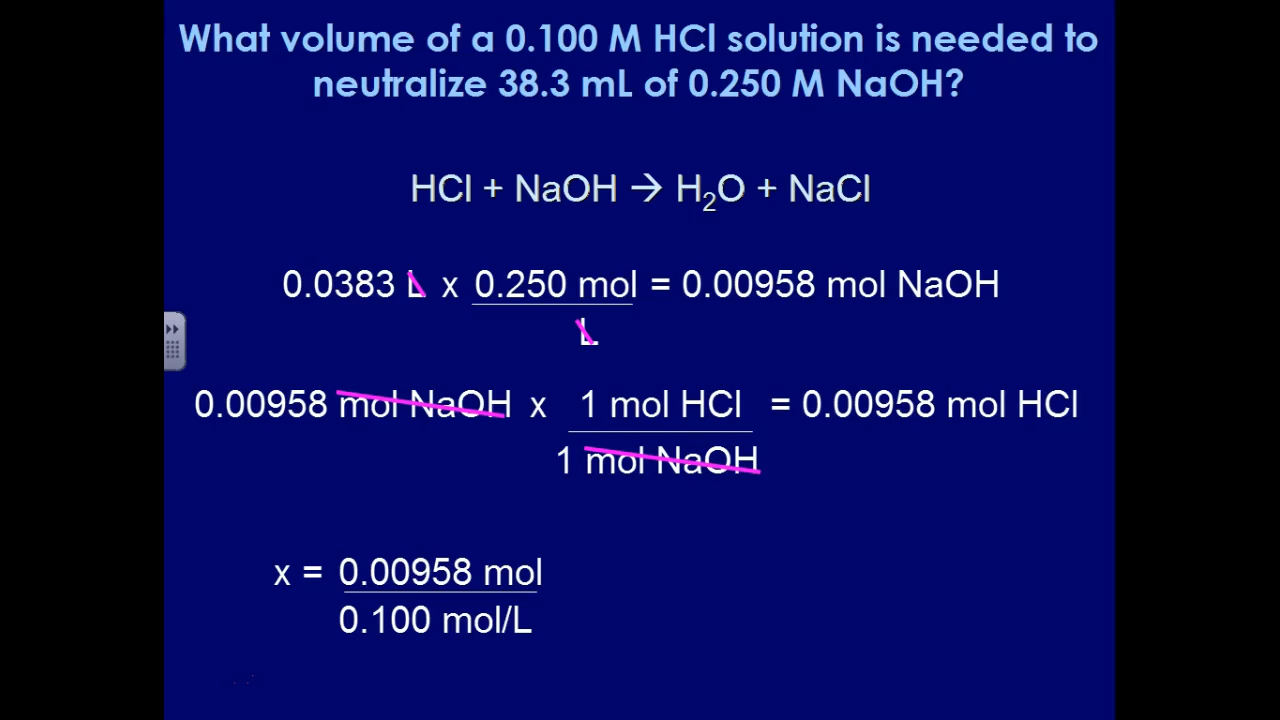 What volume of a 0.100 M HCl solution is needed to
neutralize 38.3 mL of 0.250 M NaOH?
HCl + NaOH → H₂O + NaCl
0.0383 L x 0.250 mol = 0.00958 mol NaOH
L
0.00958 mol NaOH x 1 mol HCl = 0.00958 mol HCl
1 mol NaOH
x = 0.00958 mol
0.100 mol/L